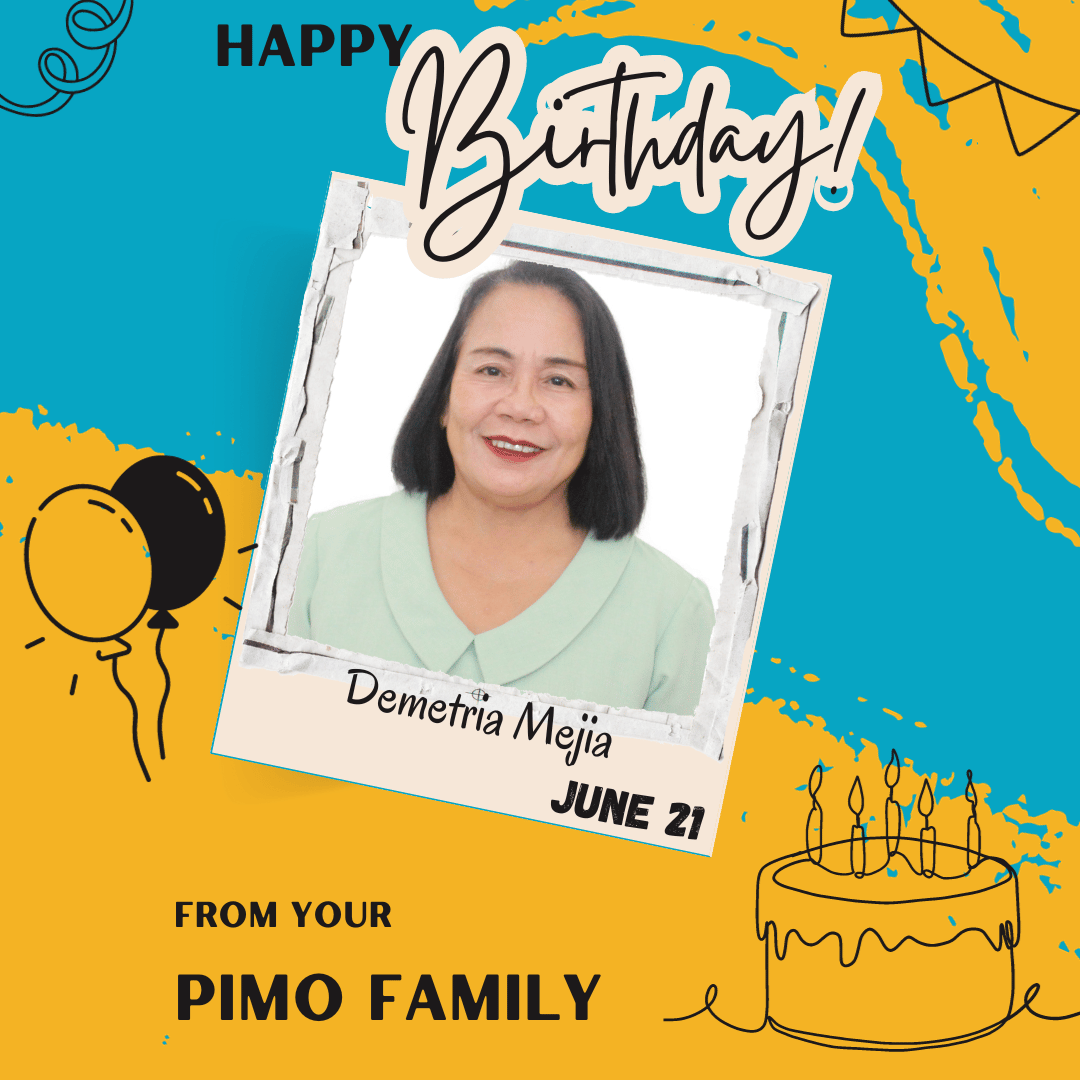 HAPPY
Birthday!
Demetria Mejia
JUNE 21
FROM YOUR
PIMO FAMILY